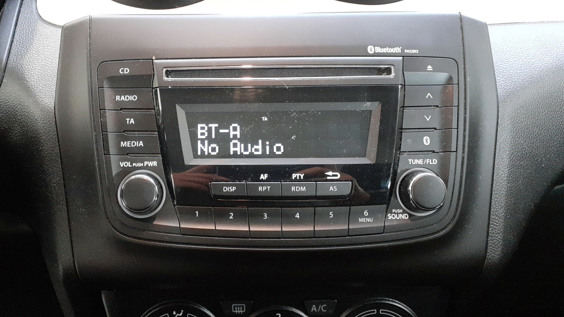 Bluetooth
CD
RADIO
TA
MEDIA
VOL PUSH PWR
TA
BT-A
No Audio
AF
PTY
DISP
RPT
RDM
AS
1
2
3
4
5
6
MENU
TUNE/FLD
PUSH
SOUND
A/C